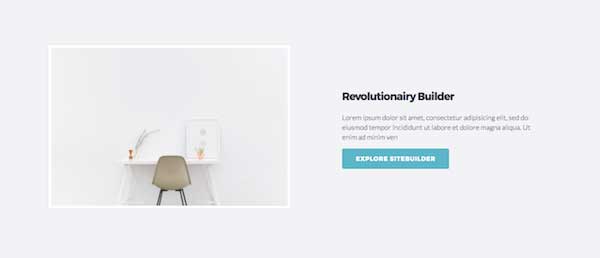 Revolutionairy Builder
Lorem ipsum dolor sit amet, consectetur adipiscing elit, sed do
eiusmod tempor incididunt ut labore et dolore magna aliqua. Ut
enim ad minim ven
EXPLORE SITEBUILDER